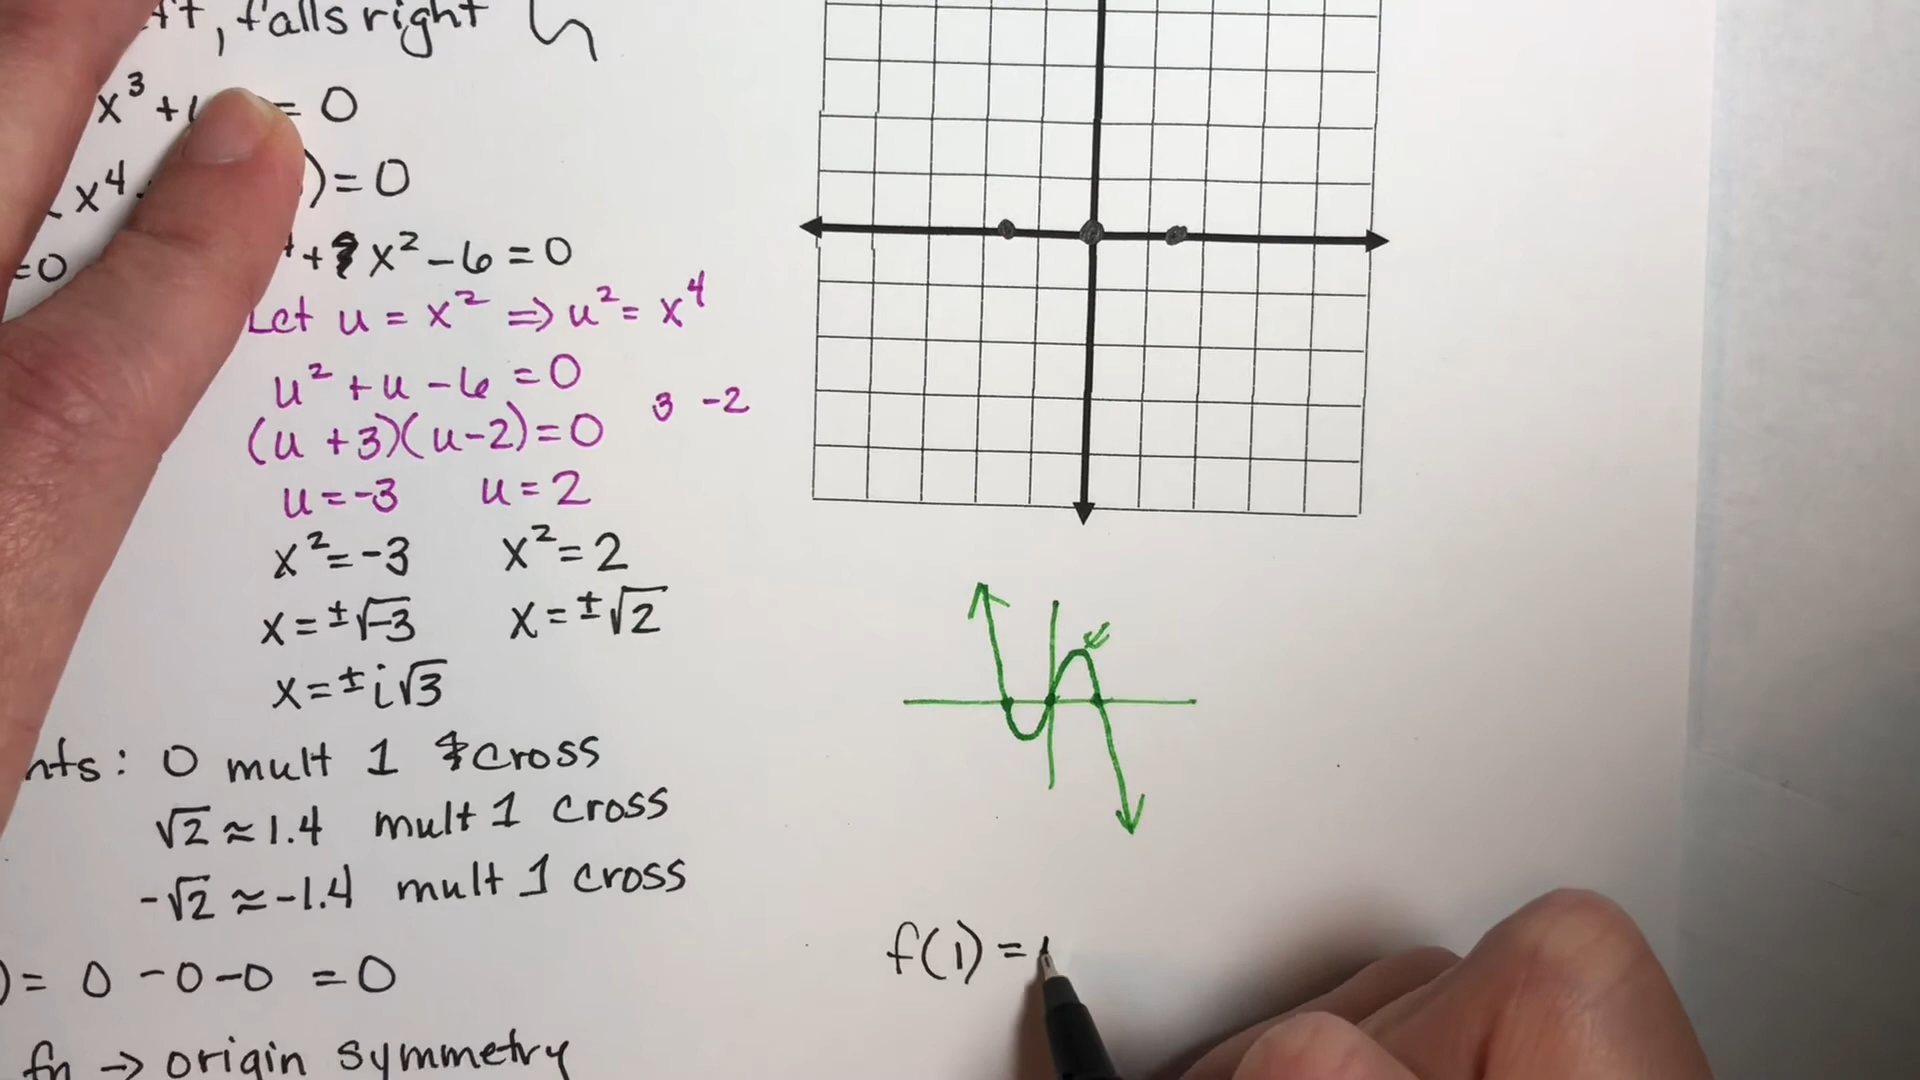 , falls right
x³ + = 0
x⁴ ) = 0
= 0
+ x² - 6 = 0
Let u = x² ⇒ u² = x⁴
u² + u - 6 = 0
3 -2
(u + 3)(u - 2) = 0
u = -3 u = 2
x² = -3 x² = 2
x = ±√-3 x = ±√2
x = ± i√3
nts: 0 mult 1 cross
√2 ≈ 1.4 mult 1 cross
-√2 ≈ -1.4 mult 1 cross
) = 0 - 0 - 0 = 0
fn → origin symmetry
f(1) =